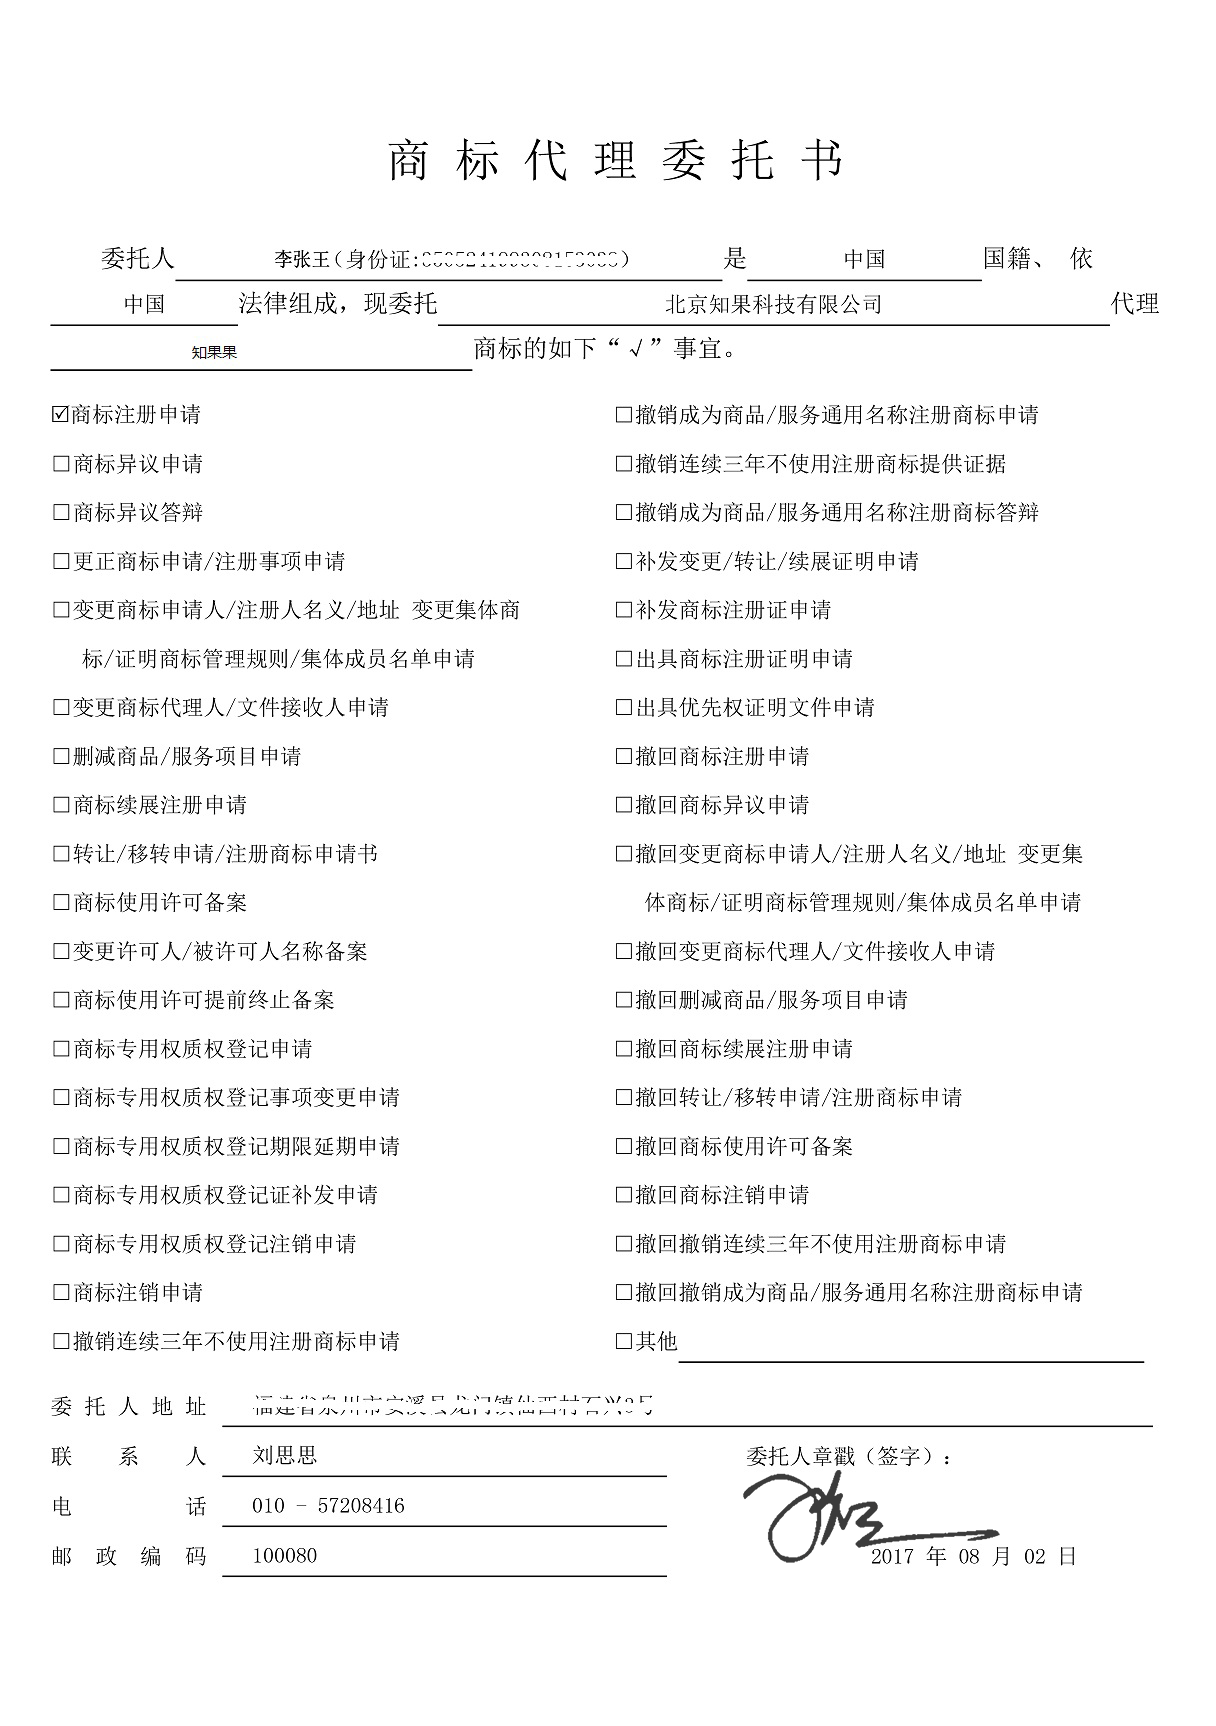 商标代理委托书
委托人 李张王（身份证: ） 是 中国 国籍、 依
中国 法律组成，现委托 北京知果科技有限公司 代理
知果果 商标的如下“√”事宜。
☑商标注册申请
□商标异议申请
□商标异议答辩
□更正商标申请/注册事项申请
□变更商标申请人/注册人名义/地址 变更集体商
标/证明商标管理规则/集体成员名单申请
□变更商标代理人/文件接收人申请
□删减商品/服务项目申请
□商标续展注册申请
□转让/移转申请/注册商标申请书
□商标使用许可备案
□变更许可人/被许可人名称备案
□商标使用许可提前终止备案
□商标专用权质权登记申请
□商标专用权质权登记事项变更申请
□商标专用权质权登记期限延期申请
□商标专用权质权登记证补发申请
□商标专用权质权登记注销申请
□商标注销申请
□撤销连续三年不使用注册商标申请
□撤销成为商品/服务通用名称注册商标申请
□撤销连续三年不使用注册商标提供证据
□撤销成为商品/服务通用名称注册商标答辩
□补发变更/转让/续展证明申请
□补发商标注册证申请
□出具商标注册证明申请
□出具优先权证明文件申请
□撤回商标注册申请
□撤回商标异议申请
□撤回变更商标申请人/注册人名义/地址 变更集
体商标/证明商标管理规则/集体成员名单申请
□撤回变更商标代理人/文件接收人申请
□撤回删减商品/服务项目申请
□撤回商标续展注册申请
□撤回转让/移转申请/注册商标申请
□撤回商标使用许可备案
□撤回商标注销申请
□撤回撤销连续三年不使用注册商标申请
□撤回撤销成为商品/服务通用名称注册商标申请
□其他
委托人地址
联系人 刘思思
电话 010 - 57208416
邮政编码 100080
委托人章戳（签字）：
2017 年 08 月 02 日